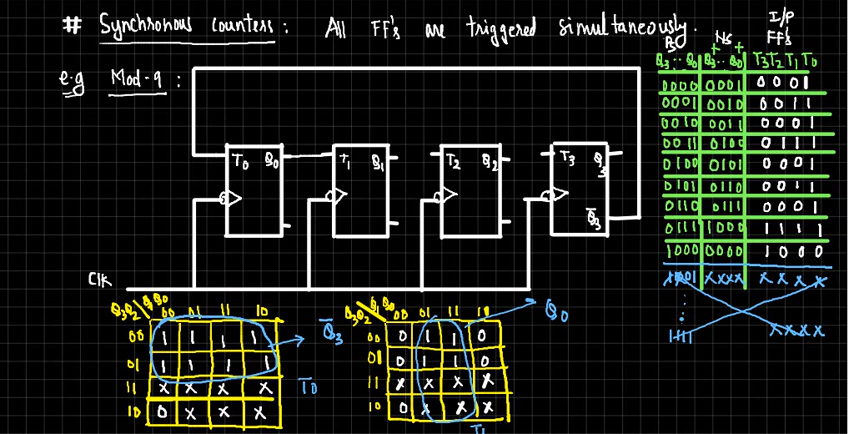 # Synchronous counters : All FF's are triggered simultaneously.
I/P
PS NS FF's
Q3 ... Q0 Q3+ ... Q0+ T3 T2 T1 T0
e.g Mod-9 :
0000 0001 0001
0001 0010 0011
0010 0011 0001
0011 0100 0111
0100 0101 0001
0101 0110 0011
0110 0111 0001
0111 1000 1111
1000 0000 1000
1001 xxxx xxxx
⋮
1111 xxxx
T0 Q0 T1 Q1 T2 Q2 T3 Q3
Q̅3
Clk
Q3Q2 \ Q1Q0 00 01 11 10
00 1 1 1 1
01 1 1 1 1
11 x x x x
10 0 x x x
Q̅3
T0
Q3Q2 \ Q1Q0 00 01 11 10
00 0 1 1 0
01 0 1 1 0
11 x x x x
10 0 x x x
Q0
T1